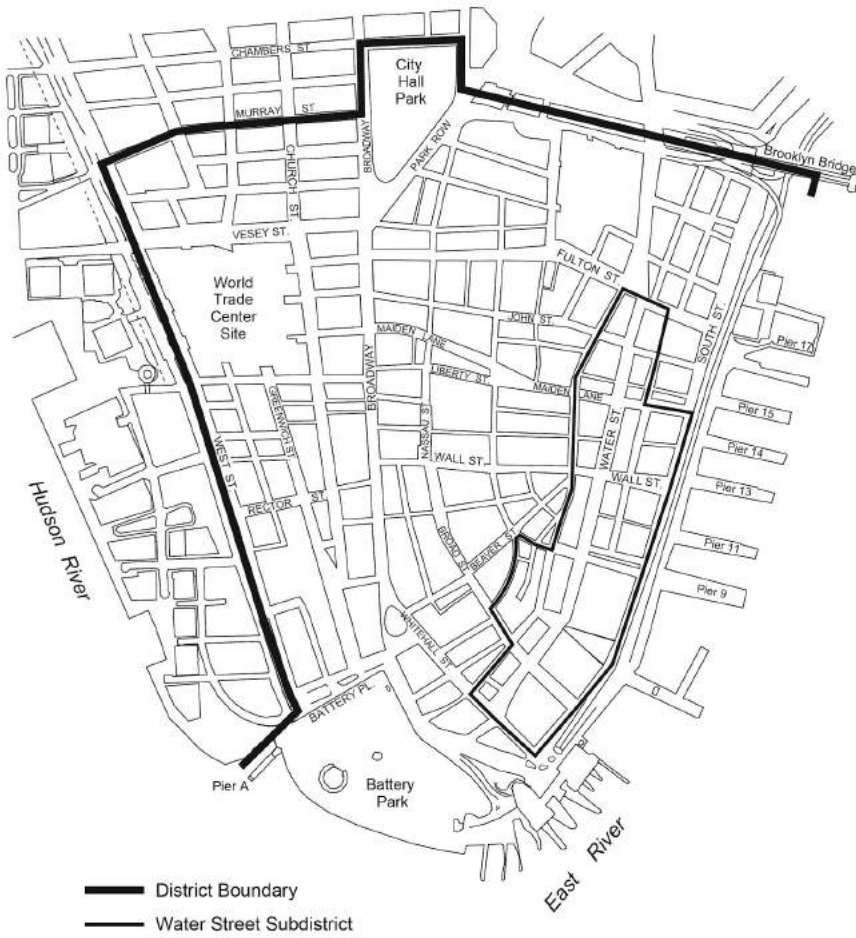 CHAMBERS ST
City
Hall
Park
MURRAY ST.
BROADWAY
PARK ROW
CHURCH ST.
Brooklyn Bridge
VESEY ST.
FULTON ST.
World
Trade
Center
Site
JOHN ST
SOUTH ST.
MAIDEN LANE
Pier 17
BROADWAY
LIBERTY ST
MAIDEN LANE
GREENWICH ST
NASSAU ST
WATER ST
Pier 15
WEST ST.
WALL ST.
Pier 14
WALL ST.
RECTOR ST
Pier 13
Hudson River
BROAD ST
BEAVER ST
Pier 11
Pier 9
WHITEHALL ST
BATTERY PL.
Pier A
Battery
Park
East River
District Boundary
Water Street Subdistrict